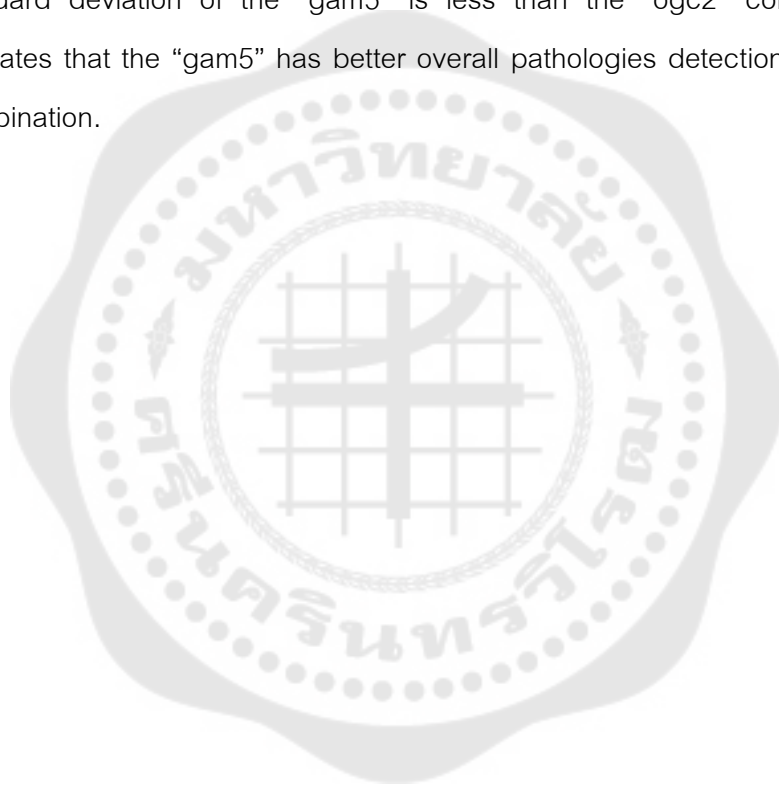 dard deviation of the "gam5" is less than the "ogc2"
ates that the “gam5” has better overall pathologies detection
bination.
มหาวิทยาลัย
ศรีนครินทรวิโรฒ